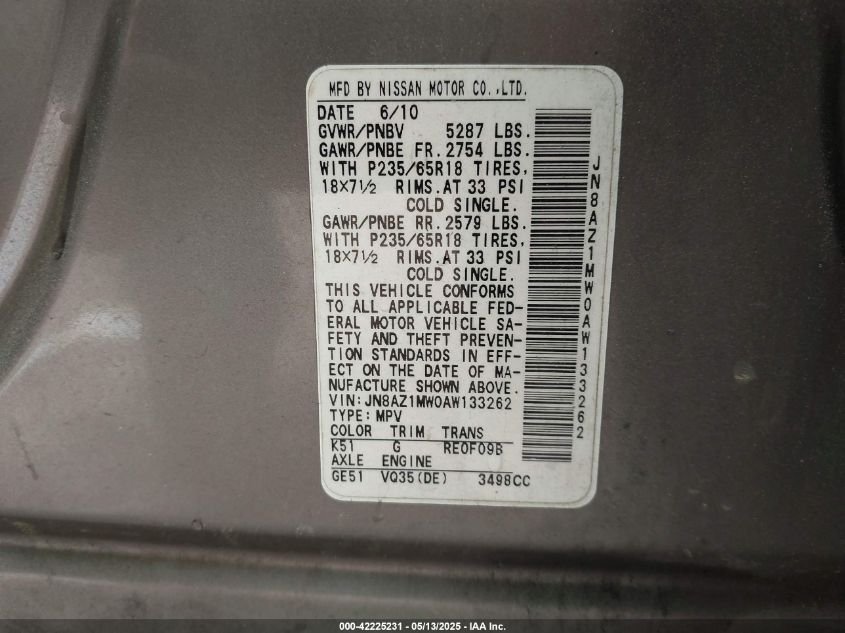 MFD BY NISSAN MOTOR CO.,LTD.
DATE 6/10
GVWR/PNBV 5287 LBS.
GAWR/PNBE FR. 2754 LBS.
WITH P235/65R18 TIRES,
18×7½ RIMS.AT 33 PSI
COLD SINGLE.
GAWR/PNBE RR. 2579 LBS.
WITH P235/65R18 TIRES,
18×7½ RIMS.AT 33 PSI
COLD SINGLE.
THIS VEHICLE CONFORMS
TO ALL APPLICABLE FED-
ERAL MOTOR VEHICLE SA-
FETY AND THEFT PREVEN-
TION STANDARDS IN EFF-
ECT ON THE DATE OF MA-
NUFACTURE SHOWN ABOVE.
VIN:JN8AZ1MW0AW133262
TYPE:MPV
COLOR TRIM TRANS
K51 G RE0F09B
AXLE ENGINE
GE51 VQ35(DE) 3498CC
JN8AZ1MW0AW133262
000-42225231 - 05/13/2025 - IAA Inc.